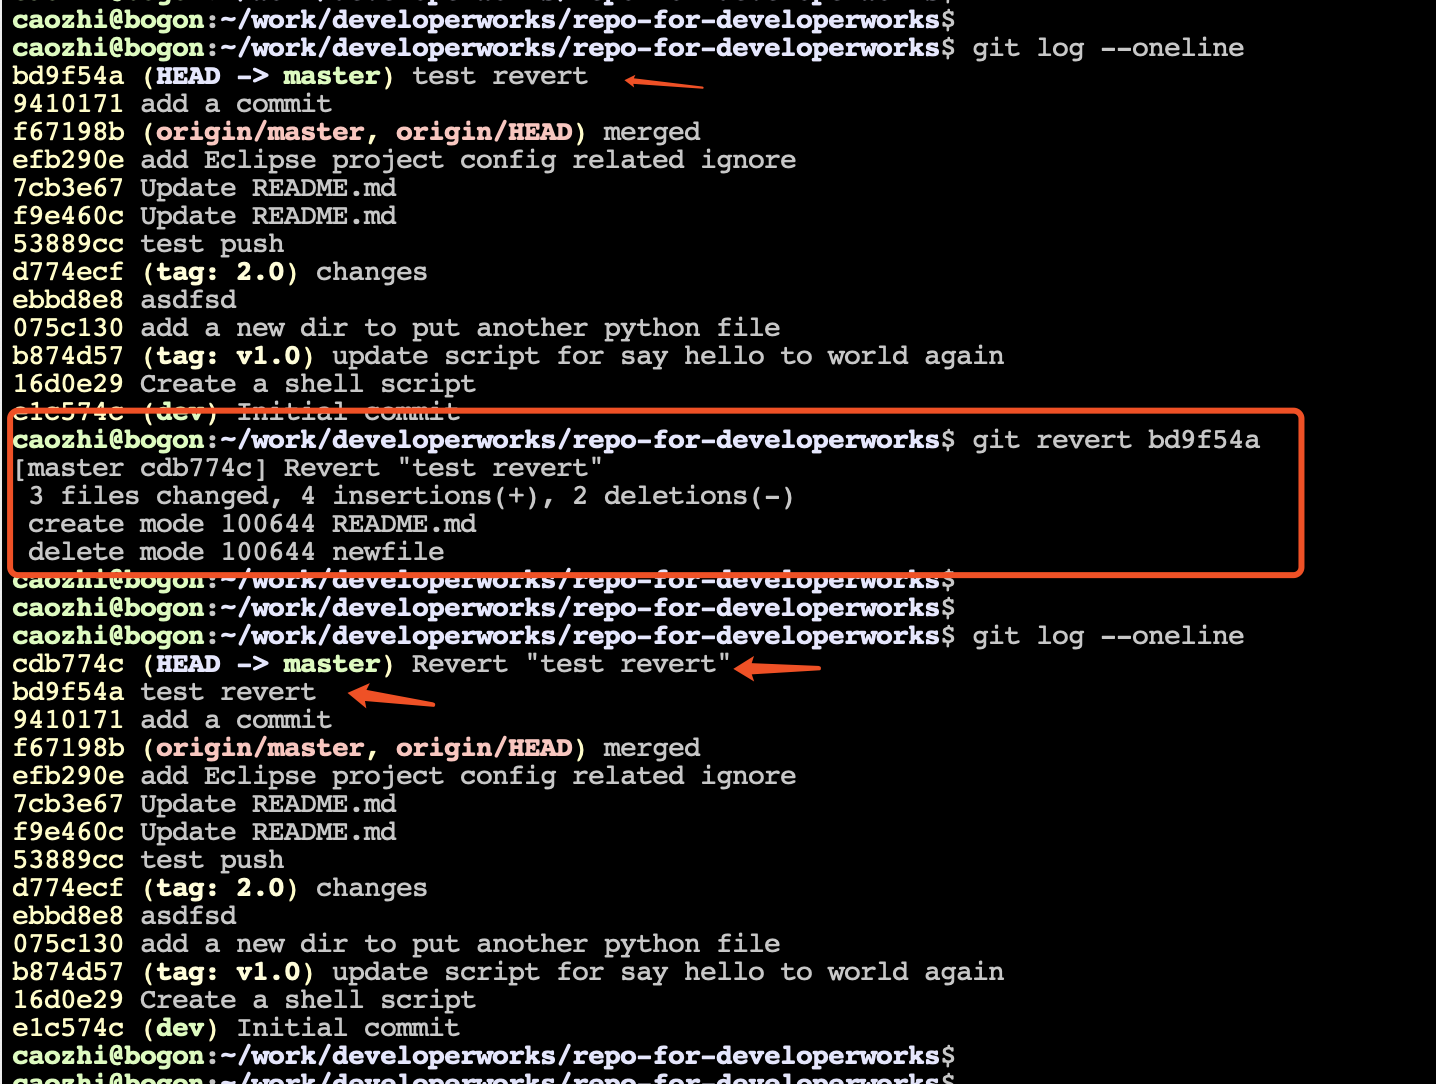 caozhi@bogon:~/work/developerworks/repo-for-developerworks$
caozhi@bogon:~/work/developerworks/repo-for-developerworks$ git log --oneline
bd9f54a (HEAD -> master) test revert
9410171 add a commit
f67198b (origin/master, origin/HEAD) merged
efb290e add Eclipse project config related ignore
7cb3e67 Update README.md
f9e460c Update README.md
53889cc test push
d774ecf (tag: 2.0) changes
ebbd8e8 asdfsd
075c130 add a new dir to put another python file
b874d57 (tag: v1.0) update script for say hello to world again
16d0e29 Create a shell script
e1c574c (dev) Initial commit
caozhi@bogon:~/work/developerworks/repo-for-developerworks$ git revert bd9f54a
[master cdb774c] Revert "test revert"
 3 files changed, 4 insertions(+), 2 deletions(-)
 create mode 100644 README.md
 delete mode 100644 newfile
caozhi@bogon:~/work/developerworks/repo-for-developerworks$
caozhi@bogon:~/work/developerworks/repo-for-developerworks$
caozhi@bogon:~/work/developerworks/repo-for-developerworks$ git log --oneline
cdb774c (HEAD -> master) Revert "test revert"
bd9f54a test revert
9410171 add a commit
f67198b (origin/master, origin/HEAD) merged
efb290e add Eclipse project config related ignore
7cb3e67 Update README.md
f9e460c Update README.md
53889cc test push
d774ecf (tag: 2.0) changes
ebbd8e8 asdfsd
075c130 add a new dir to put another python file
b874d57 (tag: v1.0) update script for say hello to world again
16d0e29 Create a shell script
e1c574c (dev) Initial commit
caozhi@bogon:~/work/developerworks/repo-for-developerworks$
caozhi@bogon:~/work/developerworks/repo-for-developerworks$